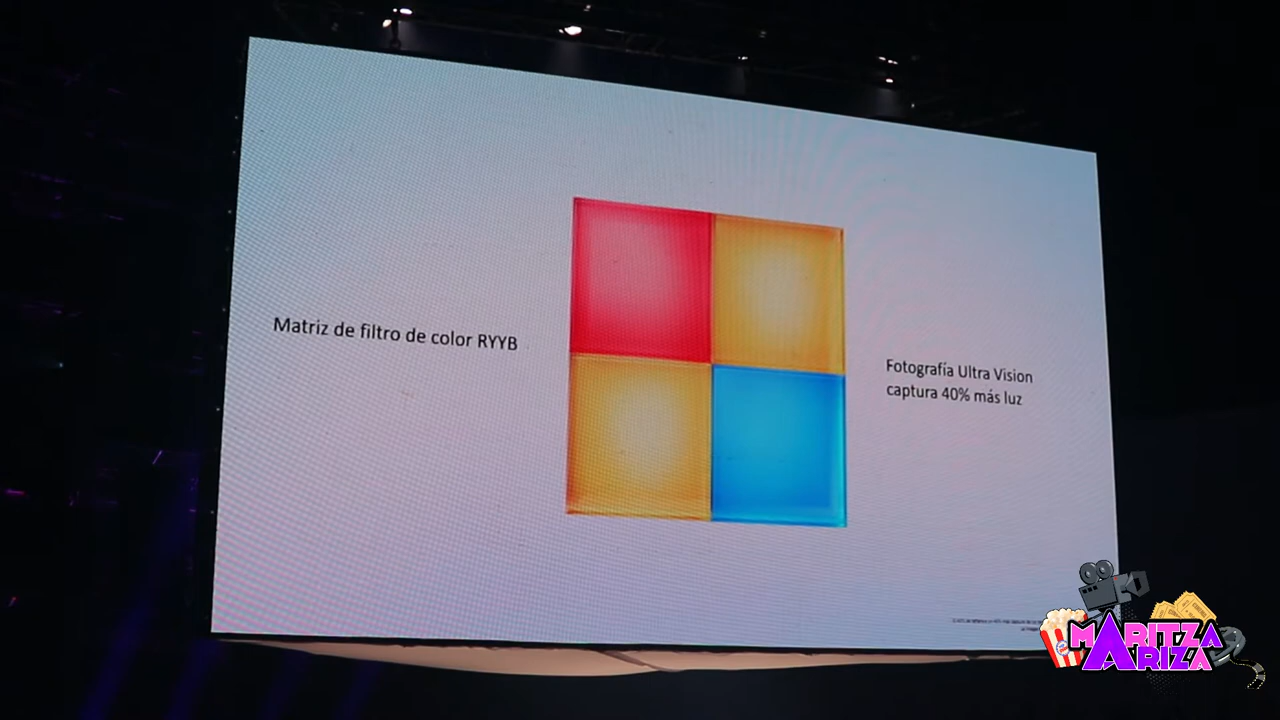 Matriz de filtro de color RYYB
Fotografía Ultra Vision
captura 40% más luz
MARITZA
ARIZA